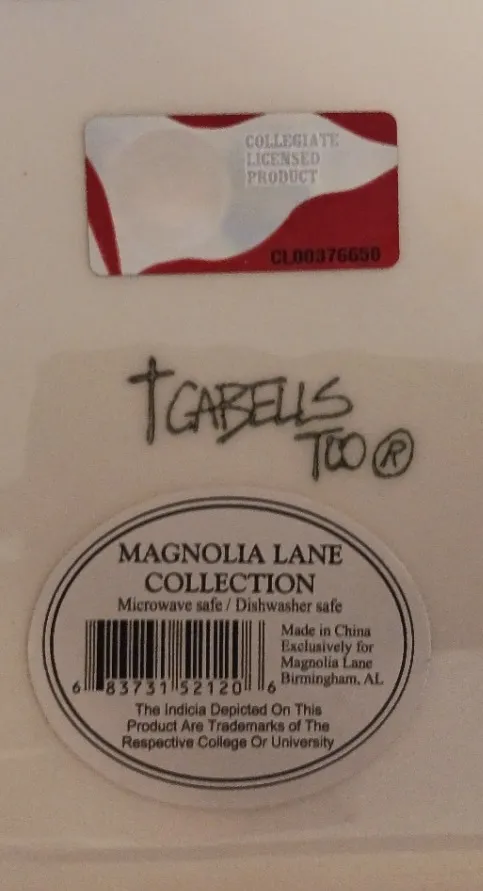 COLLEGIATE
LICENSED
PRODUCT
CL00376650
†GABELLS
TOO®
MAGNOLIA LANE
COLLECTION
Microwave safe / Dishwasher safe
Made in China
Exclusively for
Magnolia Lane
Birmingham, AL
6 83731 52120 6
The Indicia Depicted On This
Product Are Trademarks of The
Respective College Or University